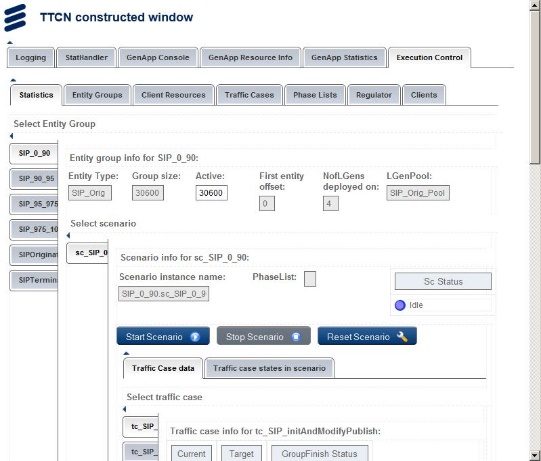 TTCN constructed window
Logging StatHandler GenApp Console GenApp Resource Info GenApp Statistics Execution Control
Statistics Entity Groups Client Resources Traffic Cases Phase Lists Regulator Clients
Select Entity Group
SIP_0_90
SIP_90_95
SIP_95_975
SIP_975_10
SIPOriginat
SIPTermin
Entity group info for SIP_0_90:
Entity Type: Group size: Active: First entity offset: NofLGens deployed on: LGenPool:
SIP_Orig 30600 30600 0 4 SIP_Orig_Pool
Select scenario
sc_SIP_0
Scenario info for sc_SIP_0_90:
Scenario instance name: PhaseList:
SIP_0_90.sc_SIP_0_9
Sc Status
Idle
Start Scenario Stop Scenario Reset Scenario
Traffic Case data Traffic case states in scenario
Select traffic case
tc_SIP_
tc_SIP_
Traffic case info for tc_SIP_initAndModifyPublish:
Current Target GroupFinish Status